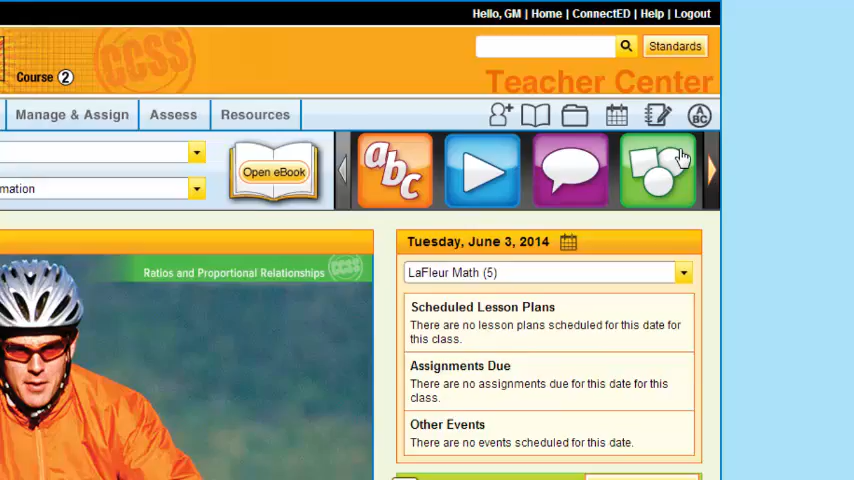 Hello, GM | Home | ConnectED | Help | Logout
CCSS
Standards
Course 2
Teacher Center
Manage & Assign
Assess
Resources
ABC
abc
Open eBook
mation
Tuesday, June 3, 2014
Ratios and Proportional Relationships
CCSS
LaFleur Math (5)
Scheduled Lesson Plans
There are no lesson plans scheduled for this date for
this class.
Assignments Due
There are no assignments due for this date for this
class.
Other Events
There are no events scheduled for this date.